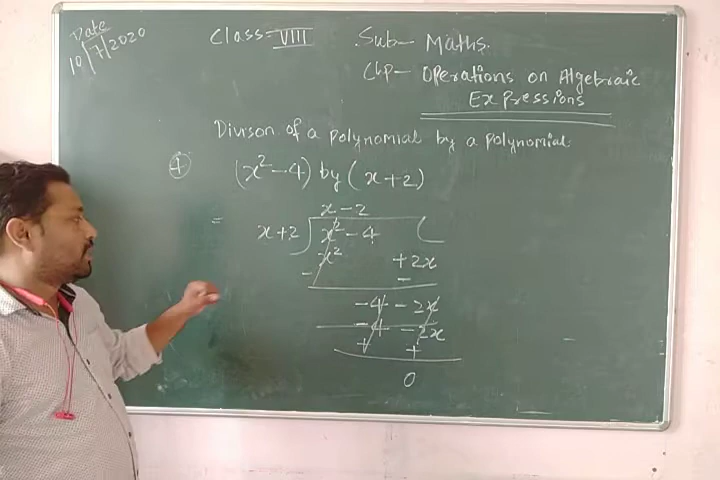 Date
10/7/2020
Class-VIII
Sub- Maths.
Chp- Operations on Algebraic
Expressions
Divison of a polynomial by a polynomial.
4 (x²-4) by (x+2)
x-2
= x+2) x²-4 (
x² +2x
- -
-4 -2x
-4 -2x
+ +
0